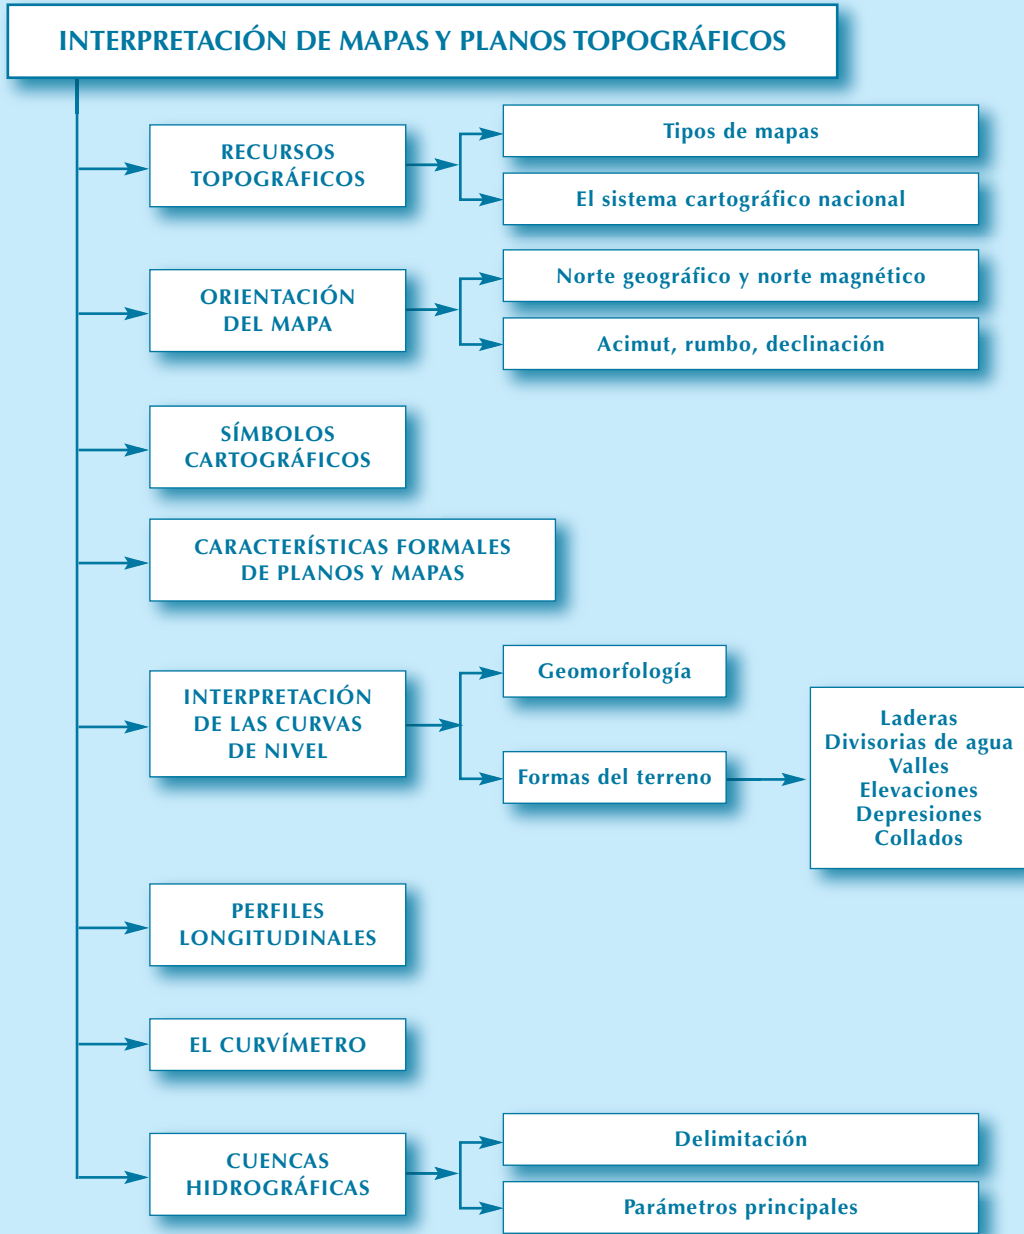 INTERPRETACIÓN DE MAPAS Y PLANOS TOPOGRÁFICOS
RECURSOS
TOPOGRÁFICOS
Tipos de mapas
El sistema cartográfico nacional
ORIENTACIÓN
DEL MAPA
Norte geográfico y norte magnético
Acimut, rumbo, declinación
SÍMBOLOS
CARTOGRÁFICOS
CARACTERÍSTICAS FORMALES
DE PLANOS Y MAPAS
INTERPRETACIÓN
DE LAS CURVAS
DE NIVEL
Geomorfología
Formas del terreno
Laderas
Divisorias de agua
Valles
Elevaciones
Depresiones
Collados
PERFILES
LONGITUDINALES
EL CURVÍMETRO
CUENCAS
HIDROGRÁFICAS
Delimitación
Parámetros principales